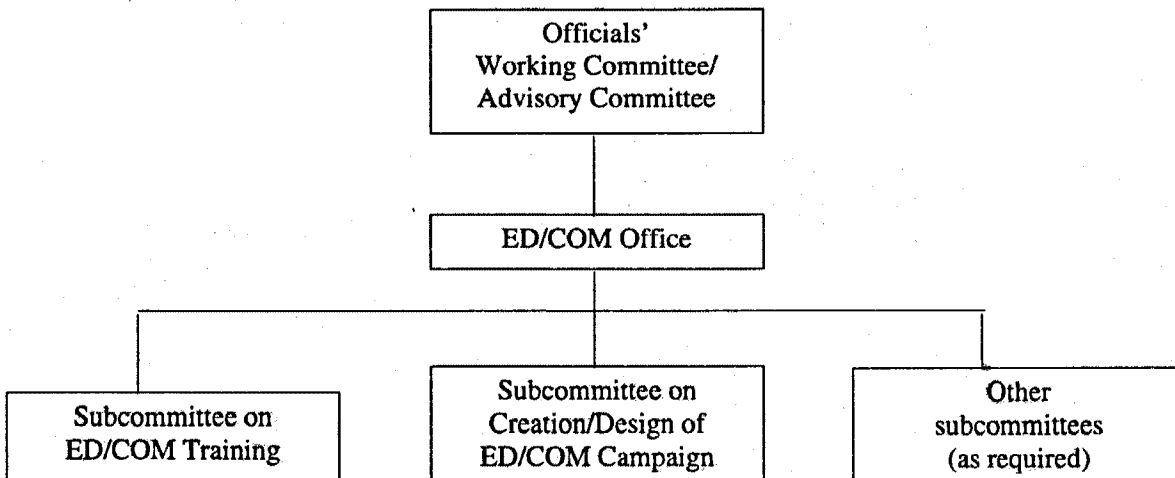 Officials'
Working Committee/
Advisory Committee
ED/COM Office
Subcommittee on
ED/COM Training
Subcommittee on
Creation/Design of
ED/COM Campaign
Other
subcommittees
(as required)